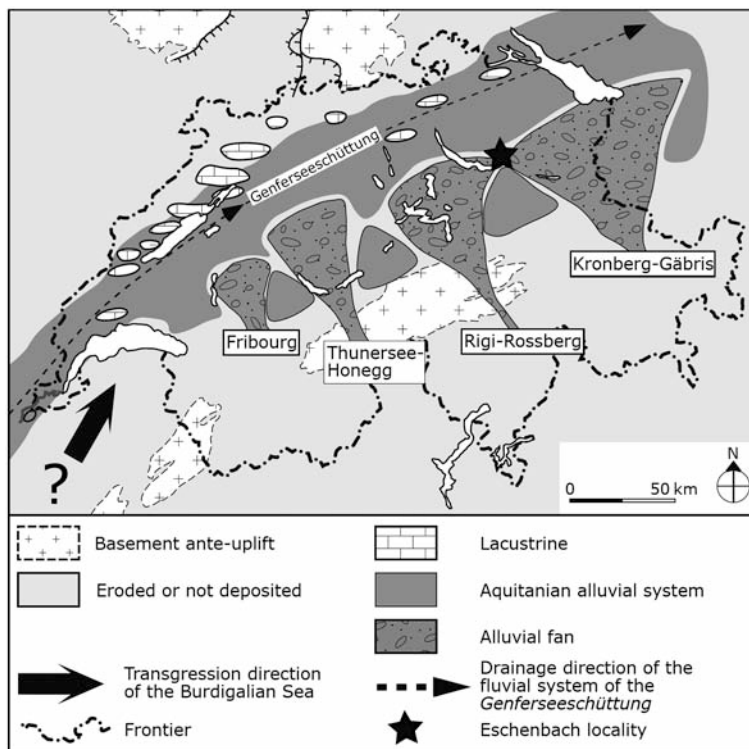 Genferseeschüttung
Kronberg-Gäbris
Fribourg
Thunersee-
Honegg
Rigi-Rossberg
?
N
0 50 km
Basement ante-uplift
Lacustrine
Eroded or not deposited
Aquitanian alluvial system
Alluvial fan
Transgression direction
of the Burdigalian Sea
Drainage direction of the
fluvial system of the
Genferseeschüttung
Frontier
Eschenbach locality